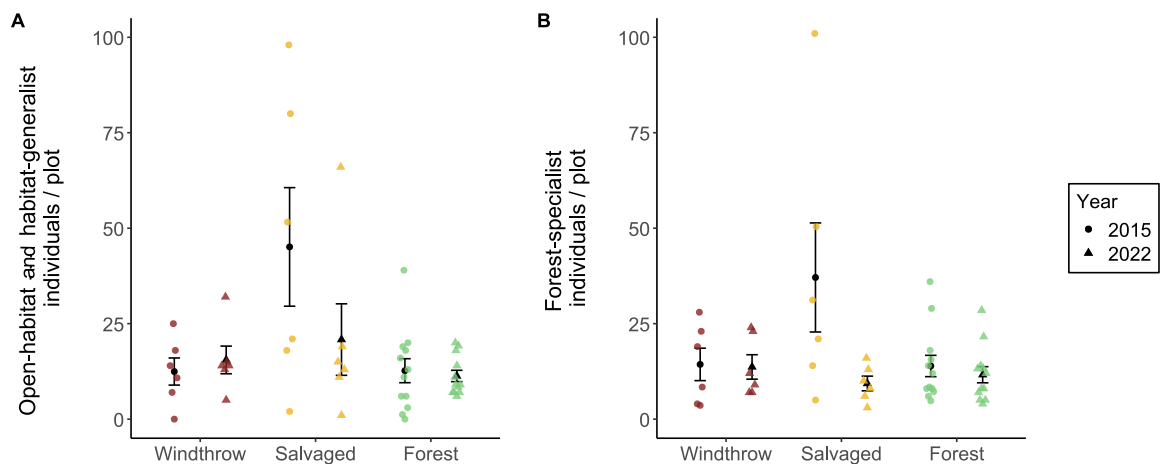 A
Open-habitat and habitat-generalist
individuals / plot
100
75
50
25
0
Windthrow
Salvaged
Forest
B
Forest-specialist
individuals / plot
100
75
50
25
0
Windthrow
Salvaged
Forest
Year
2015
2022